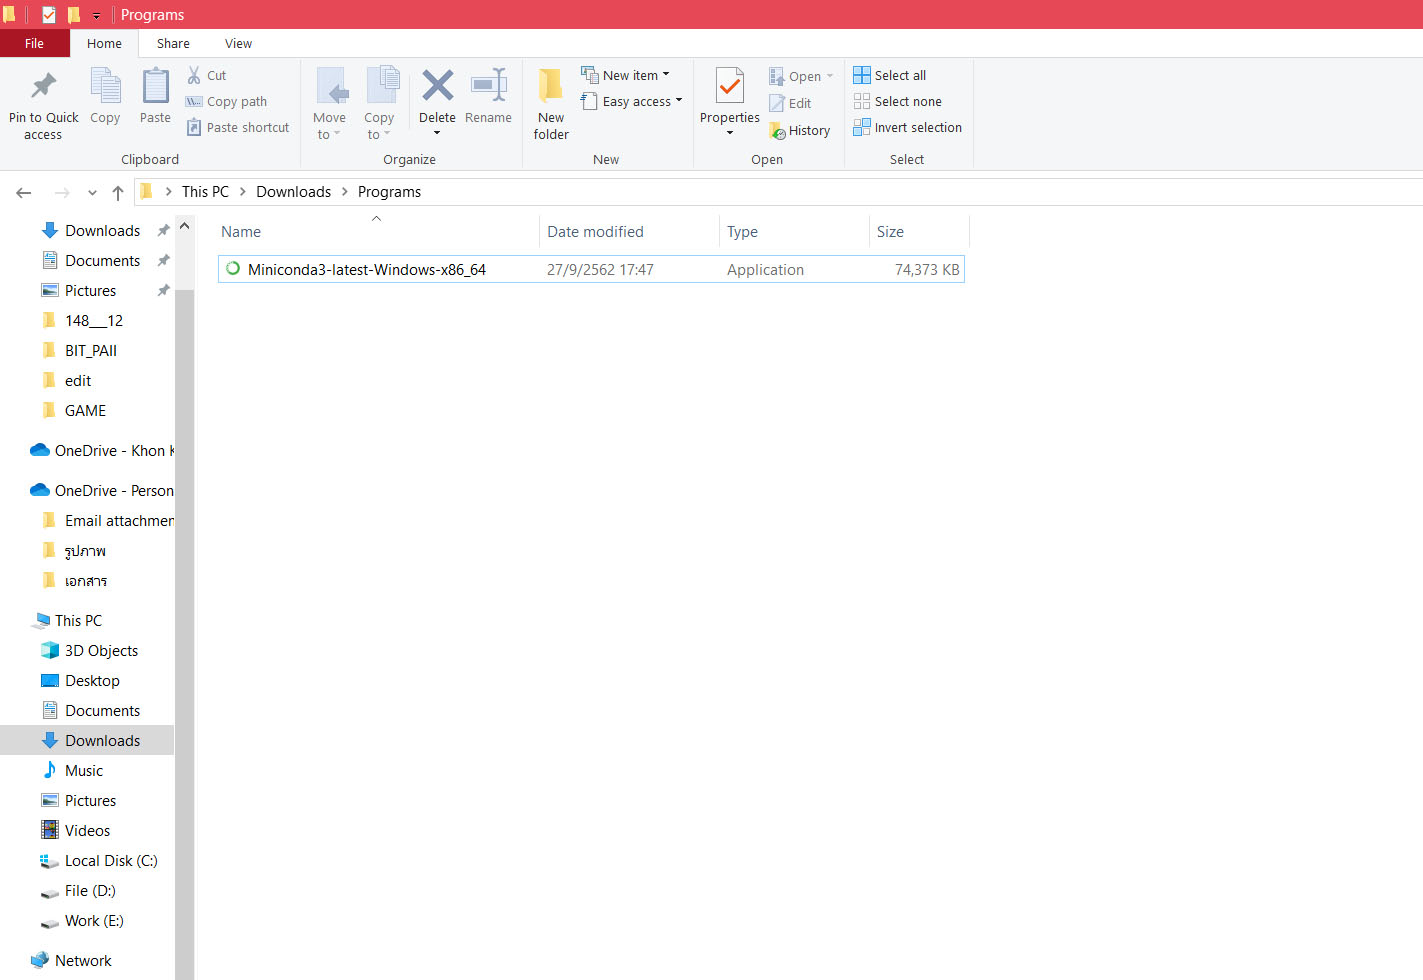 Programs
File Home Share View
Pin to Quick access
Copy
Paste
Cut
Copy path
Paste shortcut
Clipboard
Move to
Copy to
Delete
Rename
Organize
New folder
New item
Easy access
New
Properties
Open
Edit
History
Open
Select all
Select none
Invert selection
Select
This PC > Downloads > Programs
Downloads
Documents
Pictures
148___12
BIT_PAII
edit
GAME
OneDrive - Khon K
OneDrive - Person
Email attachmen
รูปภาพ
เอกสาร
This PC
3D Objects
Desktop
Documents
Downloads
Music
Pictures
Videos
Local Disk (C:)
File (D:)
Work (E:)
Network
Name Date modified Type Size
Miniconda3-latest-Windows-x86_64 27/9/2562 17:47 Application 74,373 KB